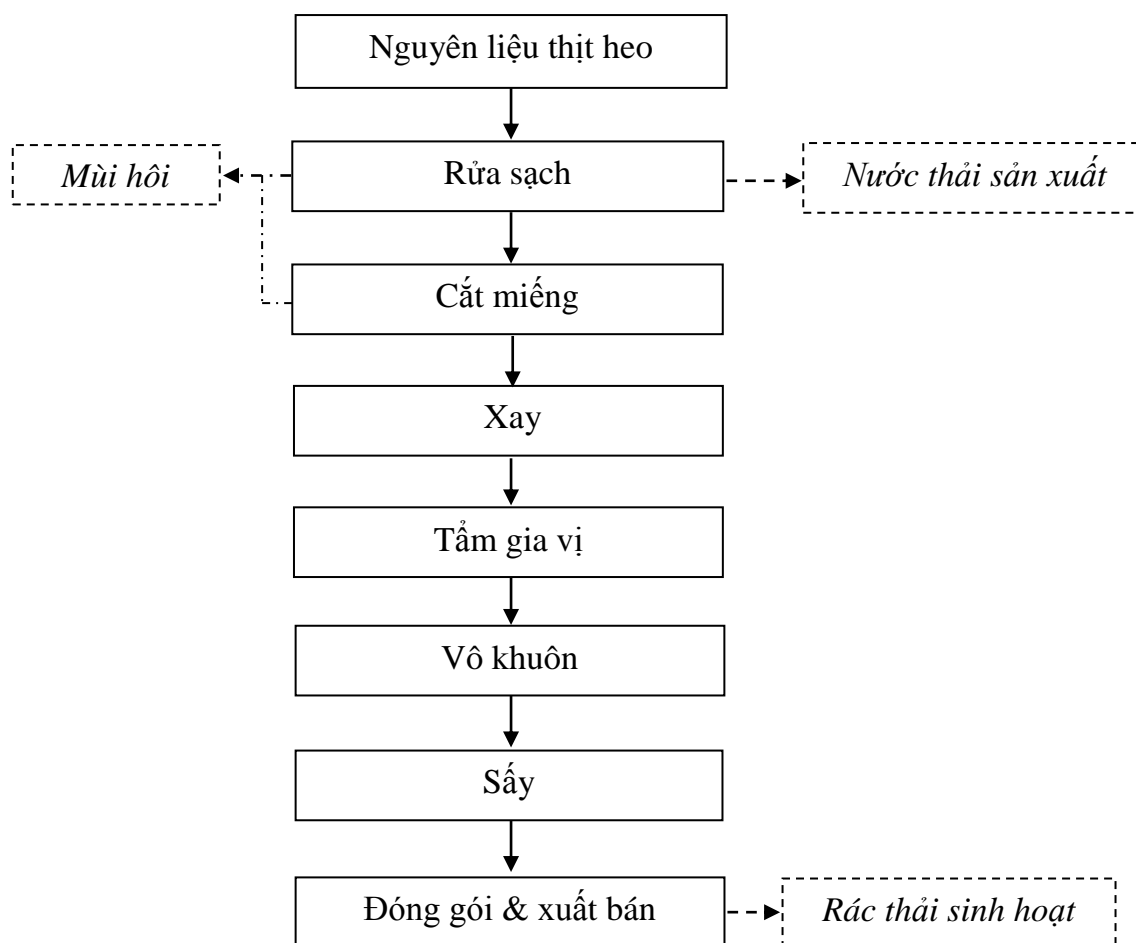 Nguyên liệu thịt heo
Mùi hôi
Rửa sạch
Nước thải sản xuất
Cắt miếng
Xay
Tẩm gia vị
Vô khuôn
Sấy
Đóng gói & xuất bán
Rác thải sinh hoạt